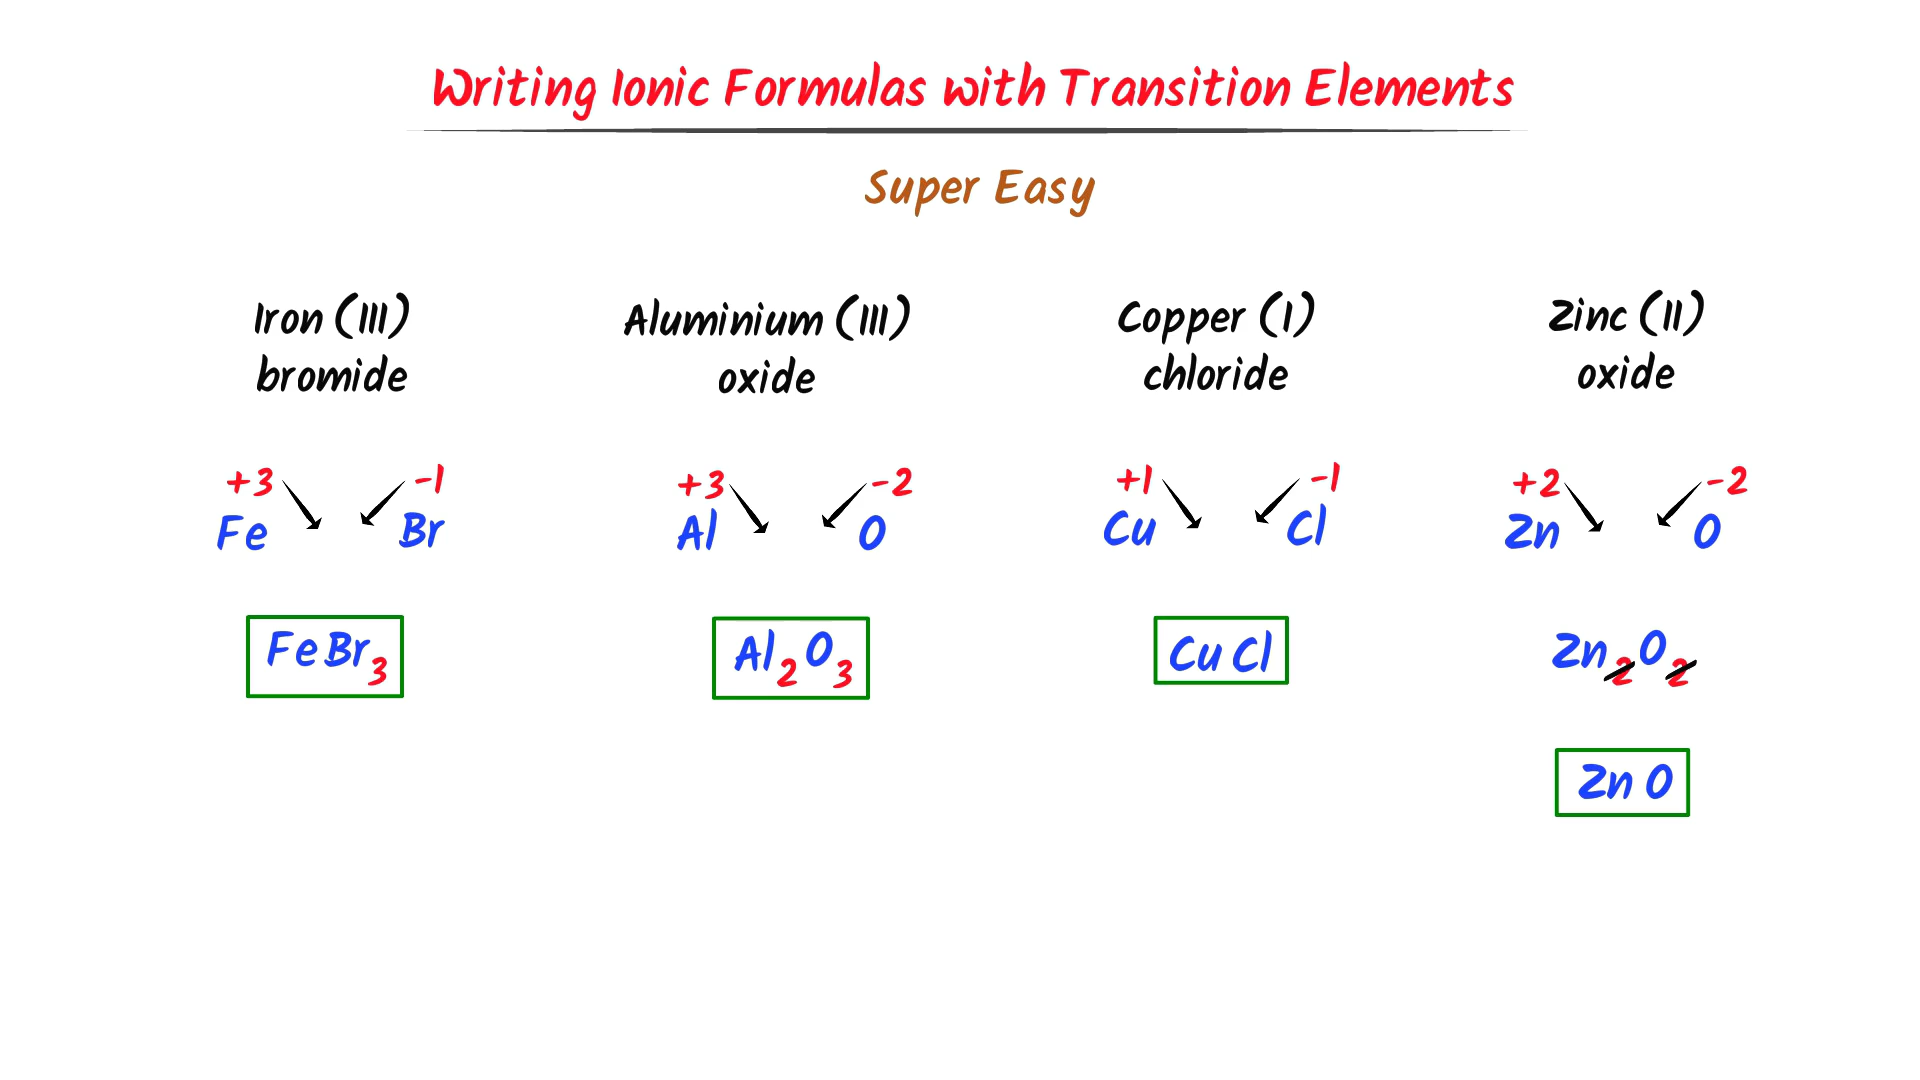 Writing Ionic Formulas with Transition Elements
Super Easy
Iron (III)
bromide
+3 -1
Fe Br
FeBr3
Aluminium (III)
oxide
+3 -2
Al O
Al2O3
Copper (I)
chloride
+1 -1
Cu Cl
CuCl
Zinc (II)
oxide
+2 -2
Zn O
Zn2O2
ZnO